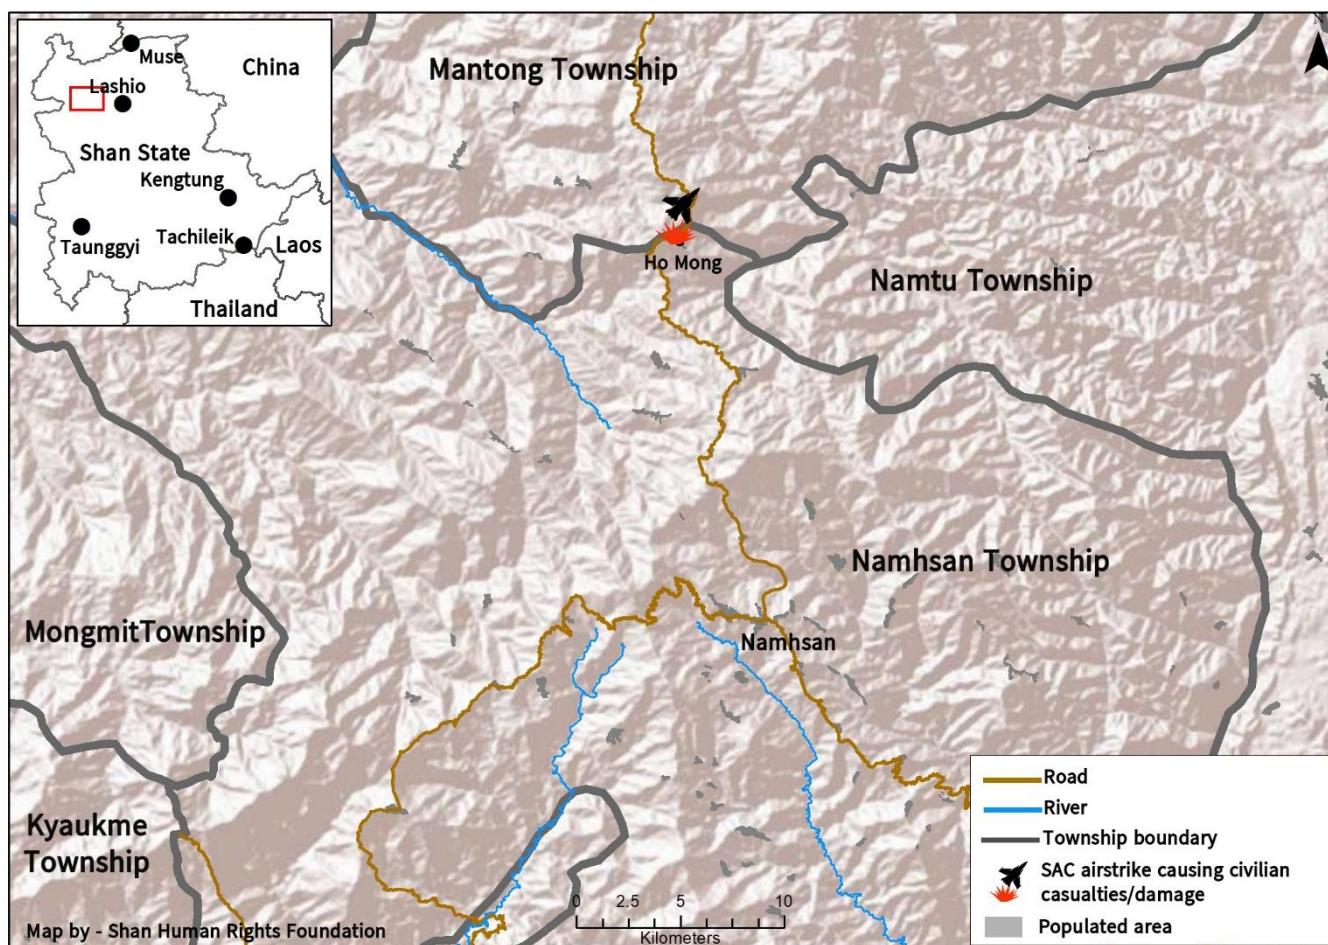 Muse
China
Lashio
Shan State
Kengtung
Taunggyi
Tachileik
Laos
Thailand
N
Mantong Township
Ho Mong
Namtu Township
Namhsan Township
MongmitTownship
Namhsan
Kyaukme
Township
Road
River
Township boundary
SAC airstrike causing civilian
casualties/damage
Populated area
0 2.5 5 10
Kilometers
Map by - Shan Human Rights Foundation